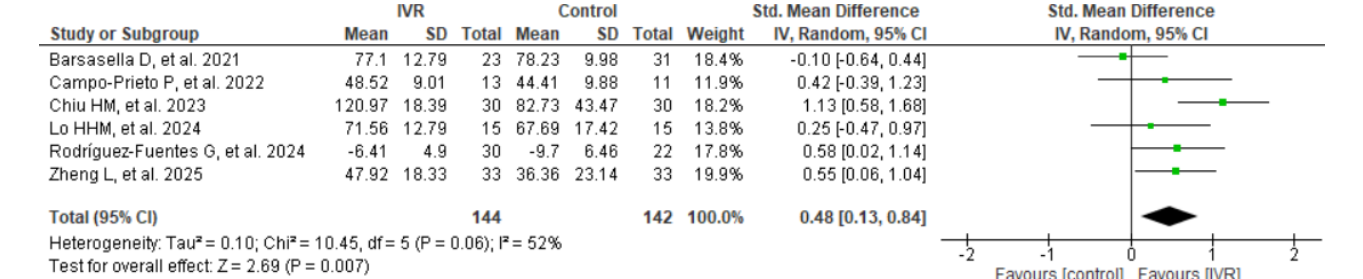 IVR Control Std. Mean Difference Std. Mean Difference
Study or Subgroup Mean SD Total Mean SD Total Weight IV, Random, 95% CI IV, Random, 95% CI
Barsasella D, et al. 2021 77.1 12.79 23 78.23 9.98 31 18.4% -0.10 [-0.64, 0.44]
Campo-Prieto P, et al. 2022 48.52 9.01 13 44.41 9.88 11 11.9% 0.42 [-0.39, 1.23]
Chiu HM, et al. 2023 120.97 18.39 30 82.73 43.47 30 18.2% 1.13 [0.58, 1.68]
Lo HHM, et al. 2024 71.56 12.79 15 67.69 17.42 15 13.8% 0.25 [-0.47, 0.97]
Rodríguez-Fuentes G, et al. 2024 -6.41 4.9 30 -9.7 6.46 22 17.8% 0.58 [0.02, 1.14]
Zheng L, et al. 2025 47.92 18.33 33 36.36 23.14 33 19.9% 0.55 [0.06, 1.04]
Total (95% CI) 144 142 100.0% 0.48 [0.13, 0.84]
Heterogeneity: Tau² = 0.10; Chi² = 10.45, df = 5 (P = 0.06); I² = 52%
Test for overall effect: Z = 2.69 (P = 0.007)
-2 -1 0 1 2
Favours [control] Favours [IVR]